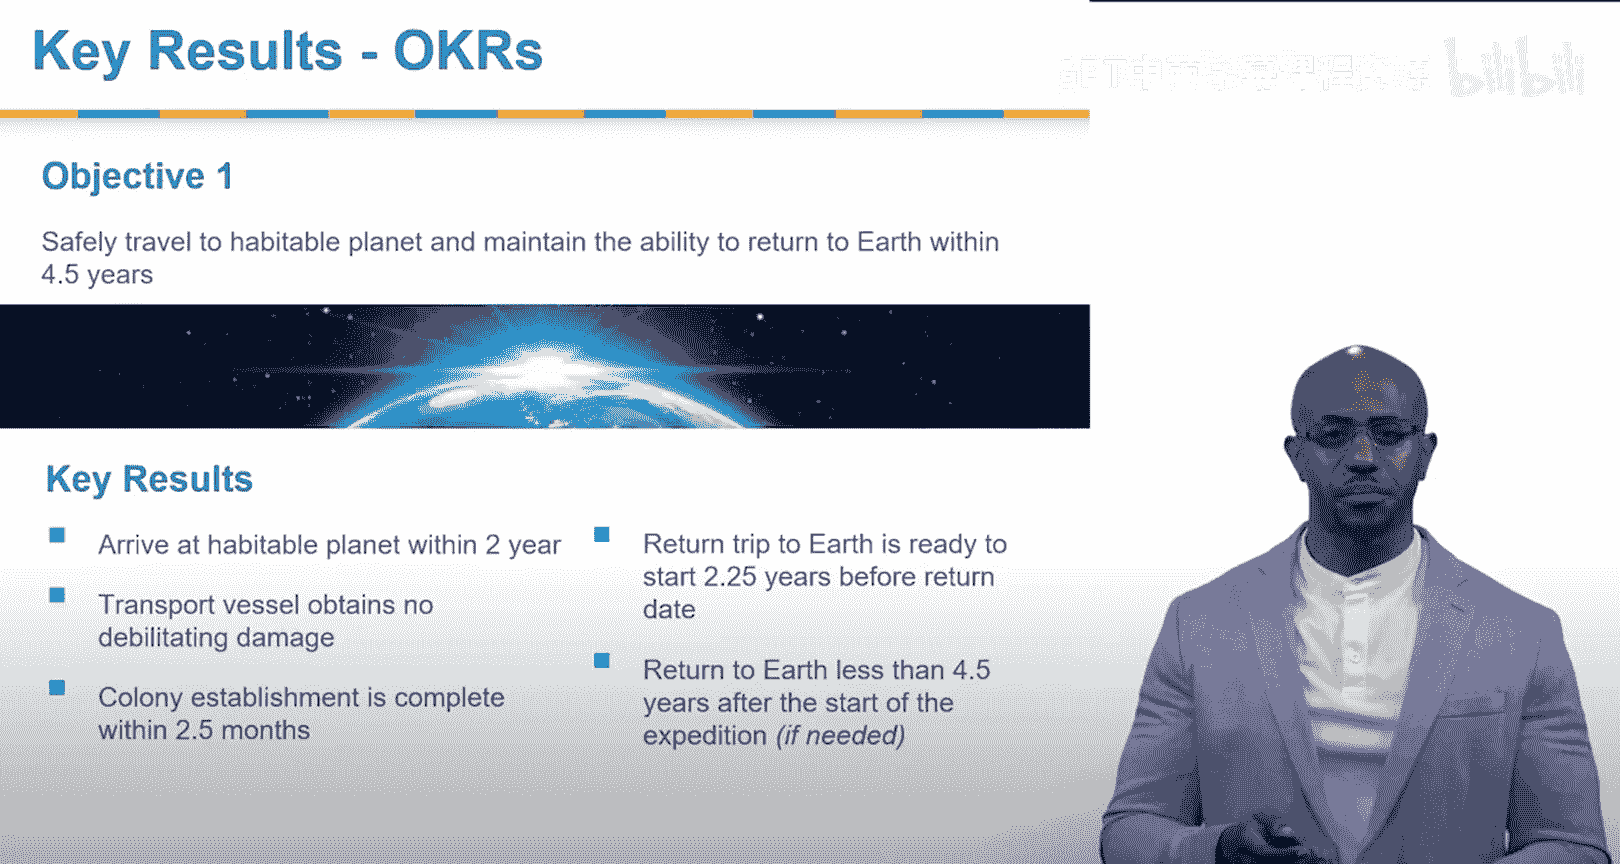 Key Results - OKRs
bilibili
Objective 1
Safely travel to habitable planet and maintain the ability to return to Earth within
4.5 years
Key Results
Arrive at habitable planet within 2 year
Transport vessel obtains no
debilitating damage
Colony establishment is complete
within 2.5 months
Return trip to Earth is ready to
start 2.25 years before return
date
Return to Earth less than 4.5
years after the start of the
expedition (if needed)